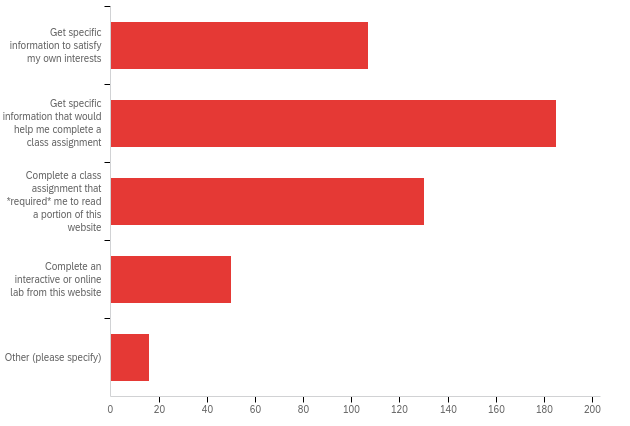 Get specific
information to satisfy
my own interests
Get specific
information that would
help me complete a
class assignment
Complete a class
assignment that
*required* me to read
a portion of this
website
Complete an
interactive or online
lab from this website
Other (please specify)
0 20 40 60 80 100 120 140 160 180 200